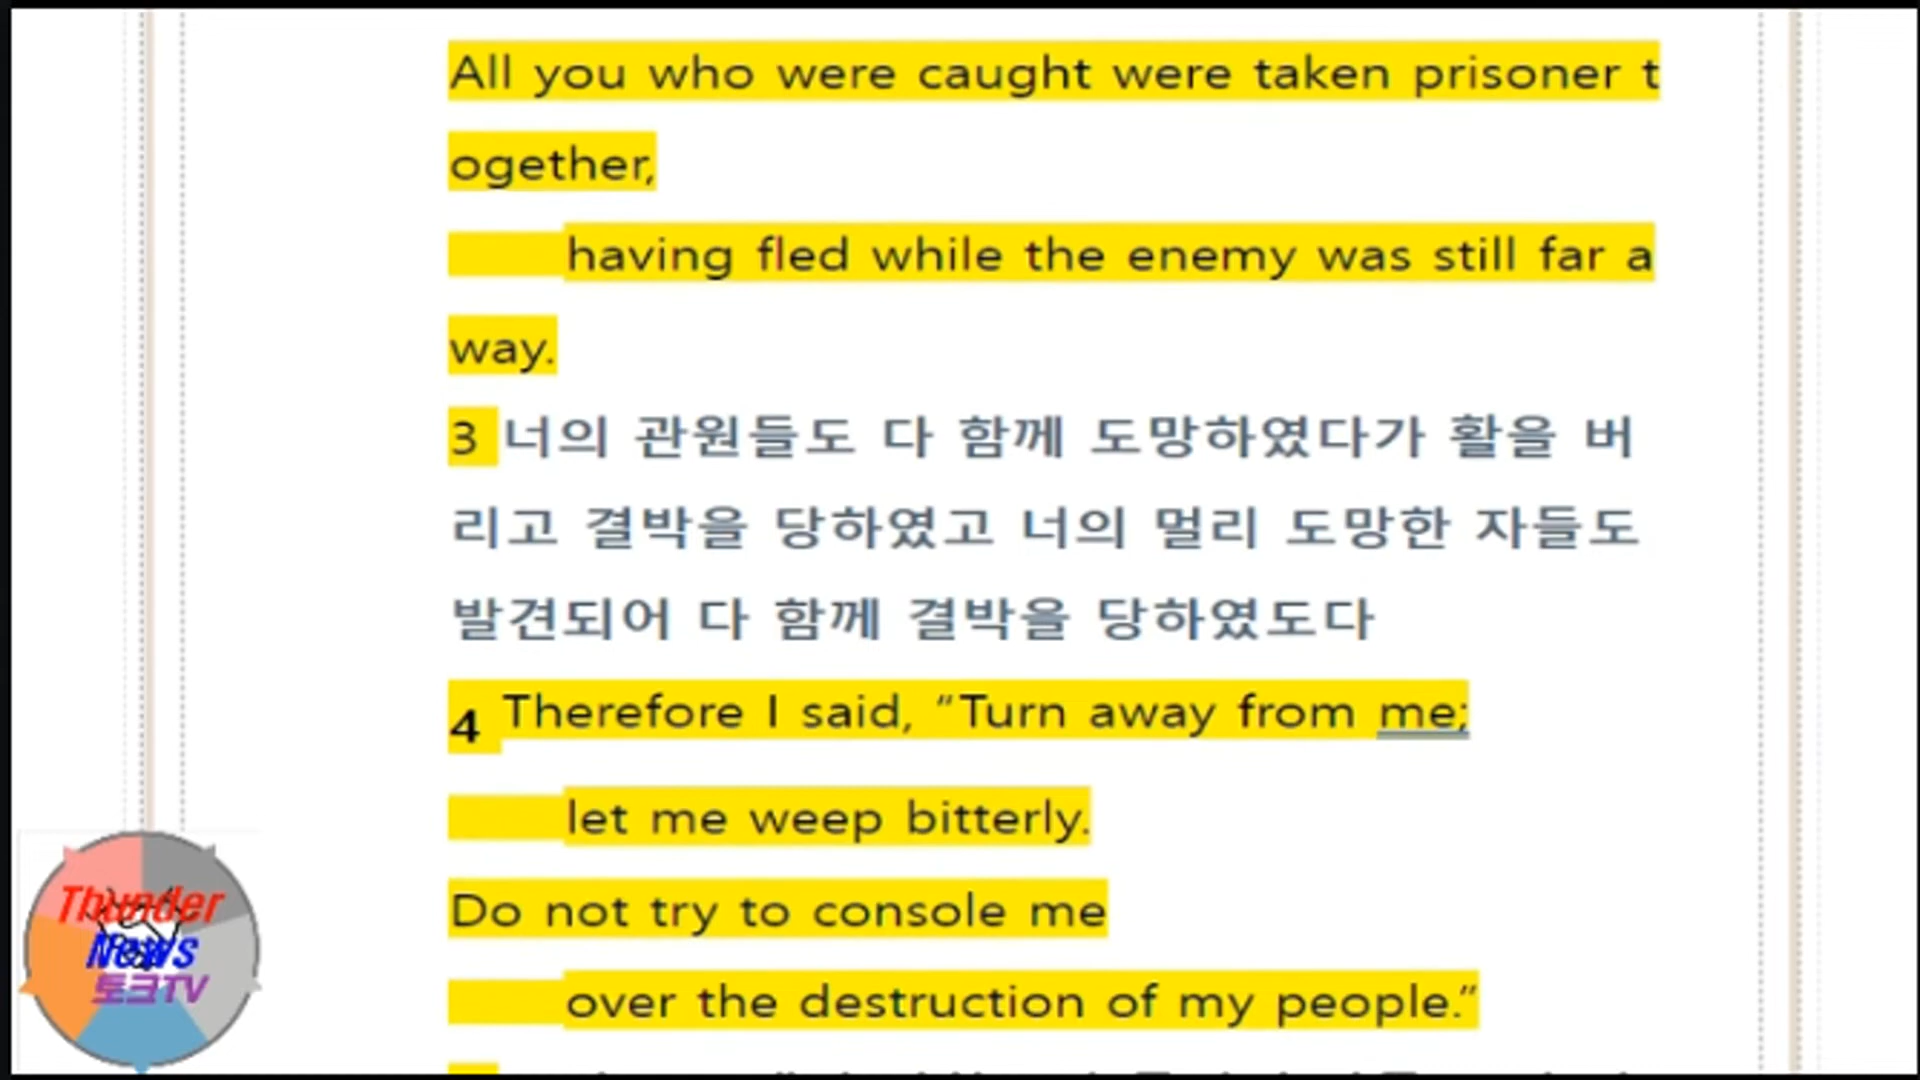 All you who were caught were taken prisoner t
ogether,
having fled while the enemy was still far a
way.
3 너의 관원들도 다 함께 도망하였다가 활을 버
리고 결박을 당하였고 너의 멀리 도망한 자들도
발견되어 다 함께 결박을 당하였도다
4 Therefore I said, “Turn away from me;
let me weep bitterly.
Do not try to console me
over the destruction of my people.”
Thunder
News
토크TV